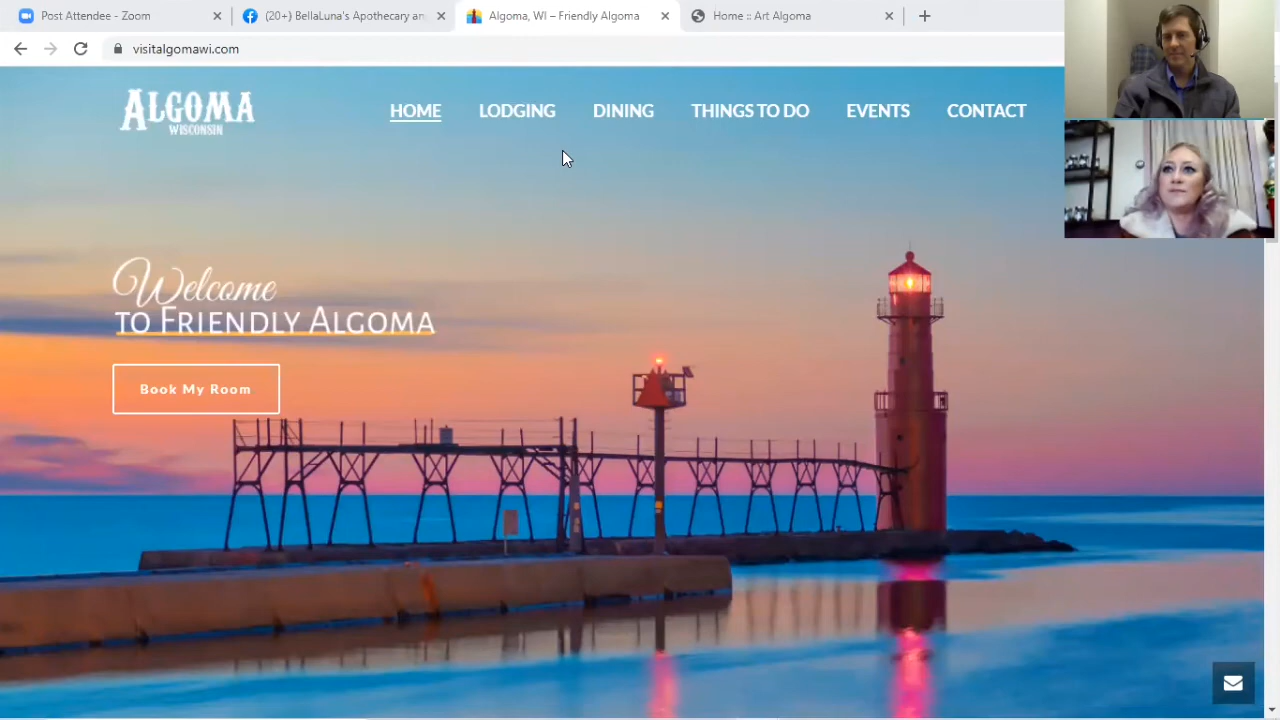 Post Attendee - Zoom
(20+) BellaLuna's Apothecary an
Algoma, WI – Friendly Algoma
Home :: Art Algoma
visitalgomawi.com
ALGOMA
WISCONSIN
HOME
LODGING
DINING
THINGS TO DO
EVENTS
CONTACT
Welcome
TO FRIENDLY ALGOMA
Book My Room